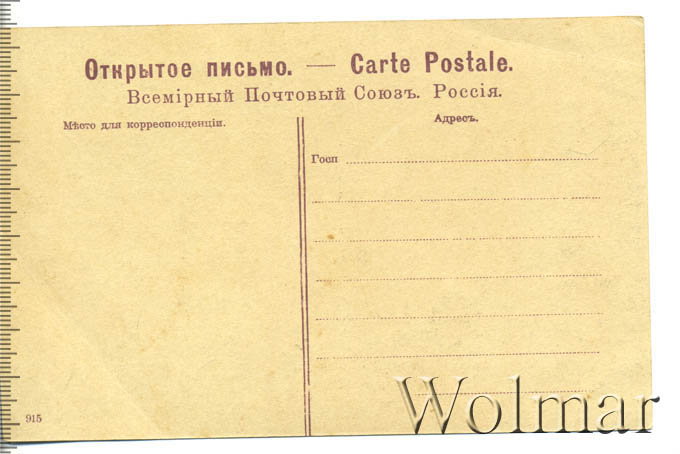 Открытое письмо. — Carte Postale.
Всемірный Почтовый Союзъ. Россія.
Мѣсто для корреспонденціи.
Адресъ.
Госп
915
Wolmar